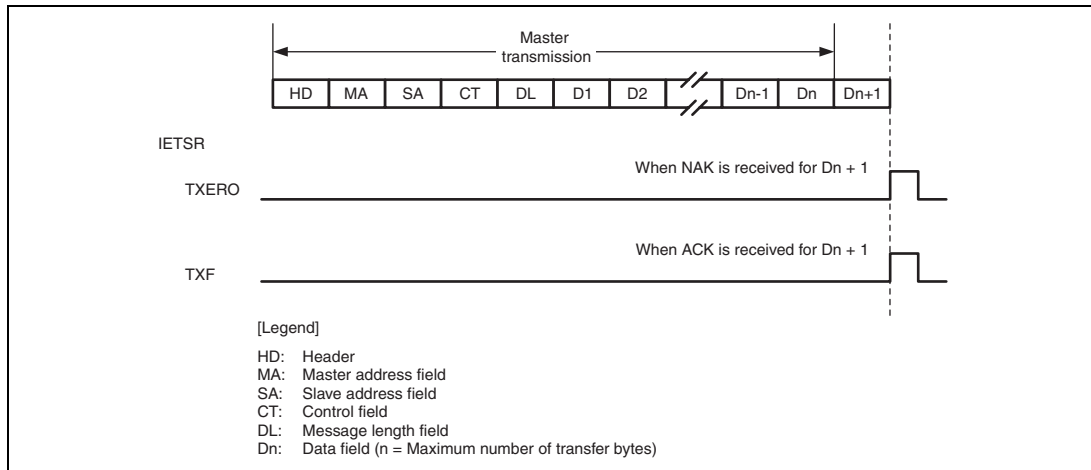 Master
transmission
HD MA SA CT DL D1 D2 Dn-1 Dn Dn+1
IETSR
When NAK is received for Dn + 1
TXERO
When ACK is received for Dn + 1
TXF
[Legend]
HD: Header
MA: Master address field
SA: Slave address field
CT: Control field
DL: Message length field
Dn: Data field (n = Maximum number of transfer bytes)